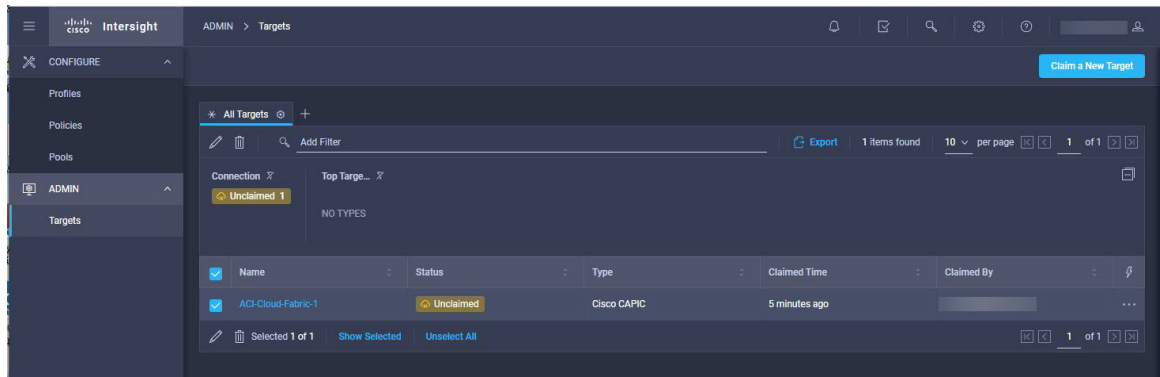 cisco Intersight ADMIN > Targets
CONFIGURE
Claim a New Target
Profiles
Policies
Pools
ADMIN
Targets
All Targets
Add Filter Export 1 items found 10 per page 1 of 1
Connection Top Targe...
Unclaimed 1
NO TYPES
Name Status Type Claimed Time Claimed By
ACI-Cloud-Fabric-1 Unclaimed Cisco CAPIC 5 minutes ago
Selected 1 of 1 Show Selected Unselect All 1 of 1